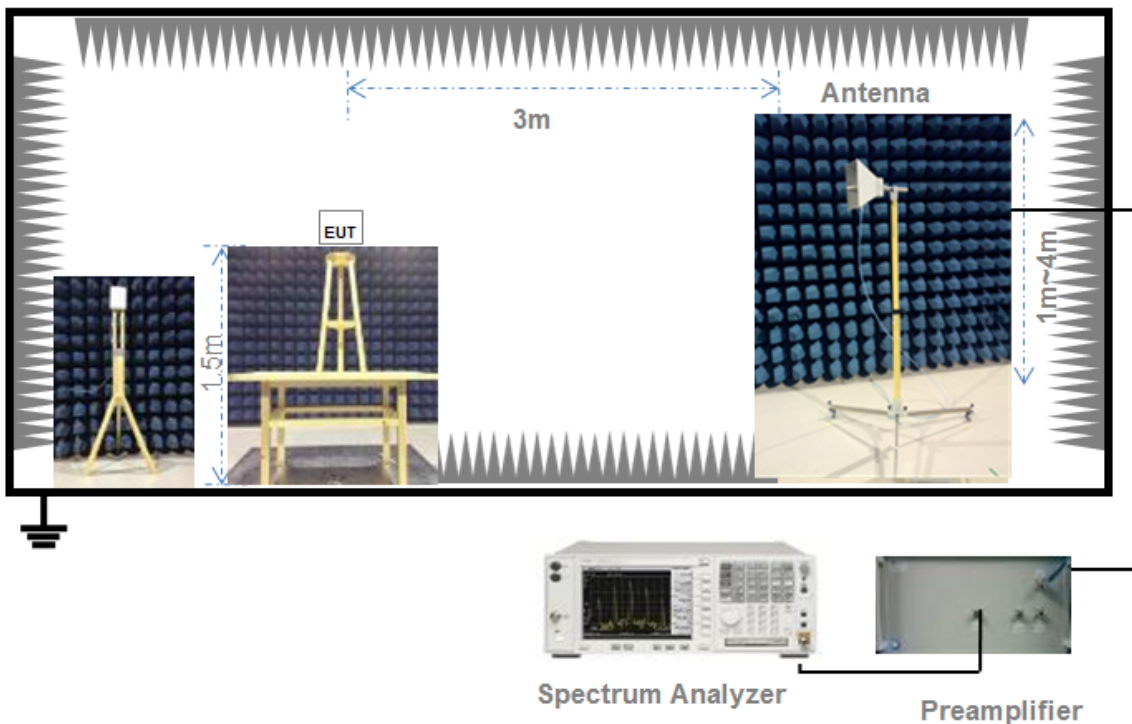 Antenna
3m
EUT
1.5m
1m~4m
Spectrum Analyzer
Preamplifier